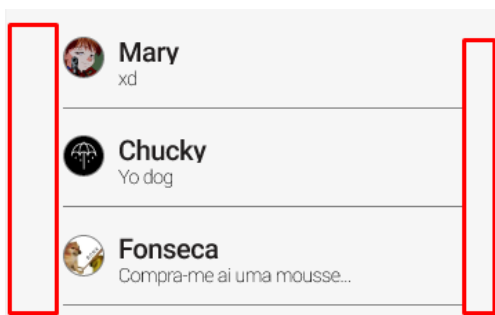 Mary
xd
Chucky
Yo dog
Fonseca
Compra-me ai uma mousse...